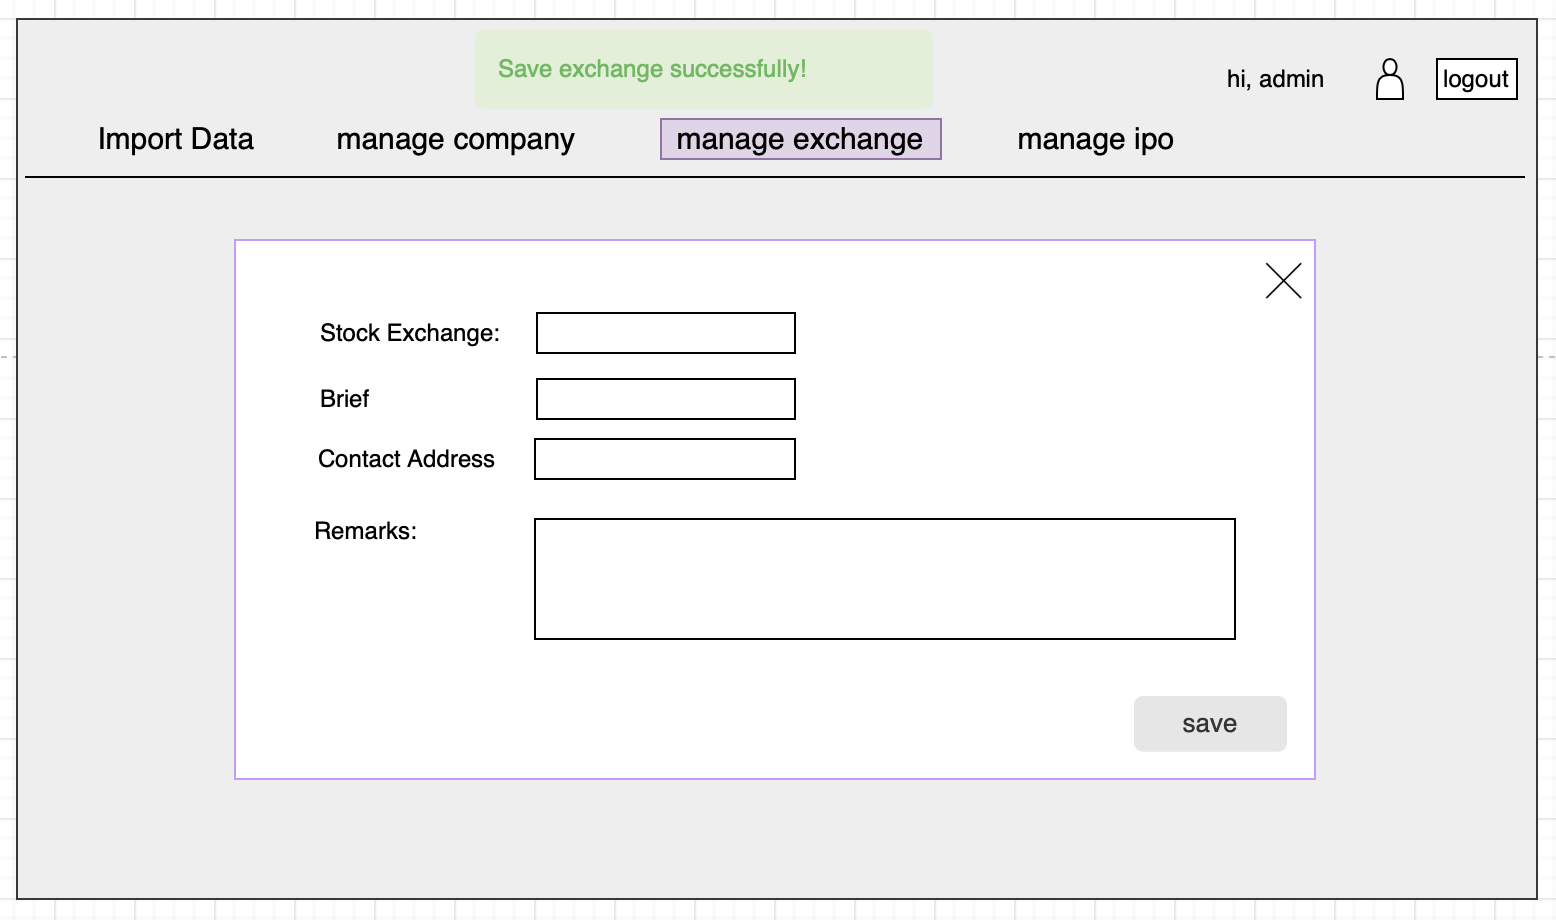 Save exchange successfully!
hi, admin
logout
Import Data
manage company
manage exchange
manage ipo
Stock Exchange:
Brief
Contact Address
Remarks:
save